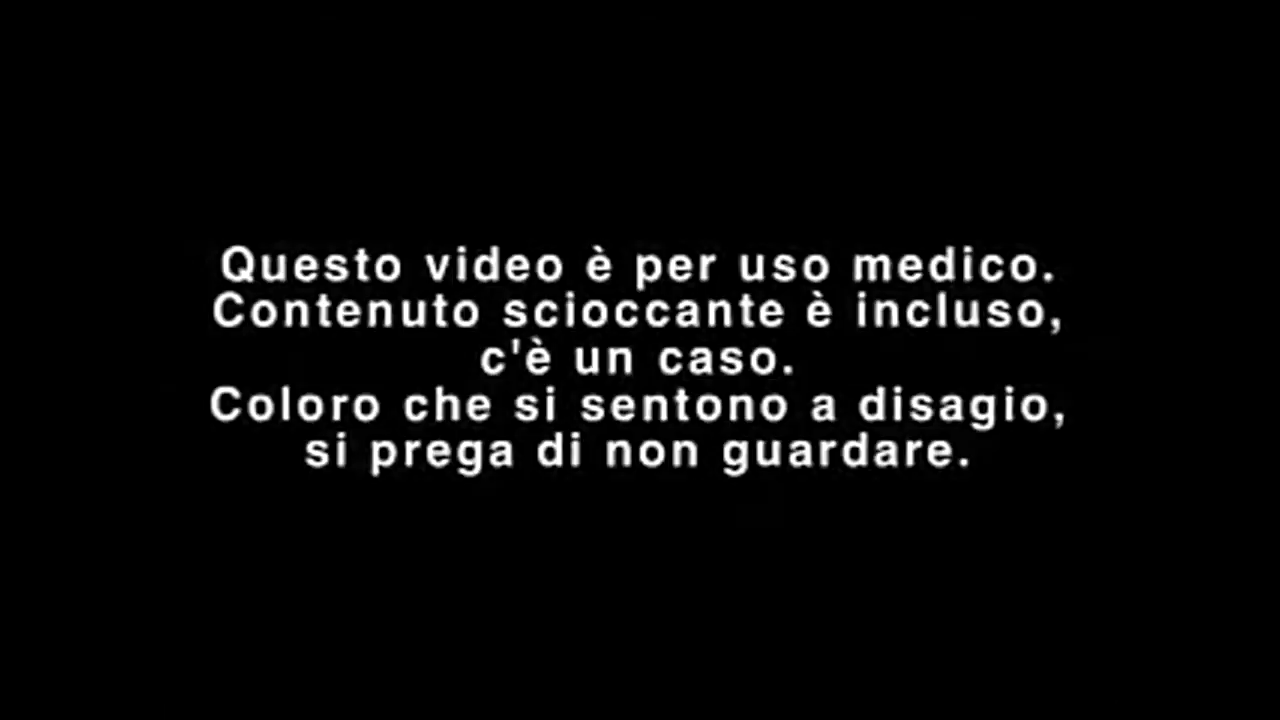 Questo video è per uso medico.
Contenuto scioccante è incluso,
c'è un caso.
Coloro che si sentono a disagio,
si prega di non guardare.